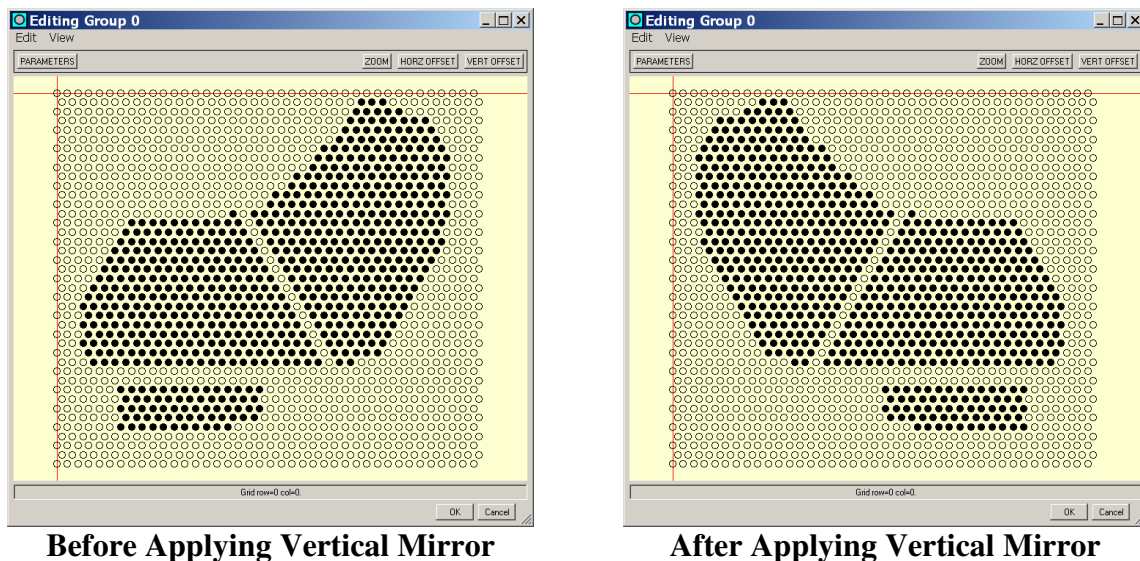 Editing Group 0
Edit View
PARAMETERS ZOOM HORZ OFFSET VERT OFFSET
Grid row=0 col=0.
OK Cancel
Before Applying Vertical Mirror
Editing Group 0
Edit View
PARAMETERS ZOOM HORZ OFFSET VERT OFFSET
Grid row=0 col=0.
OK Cancel
After Applying Vertical Mirror